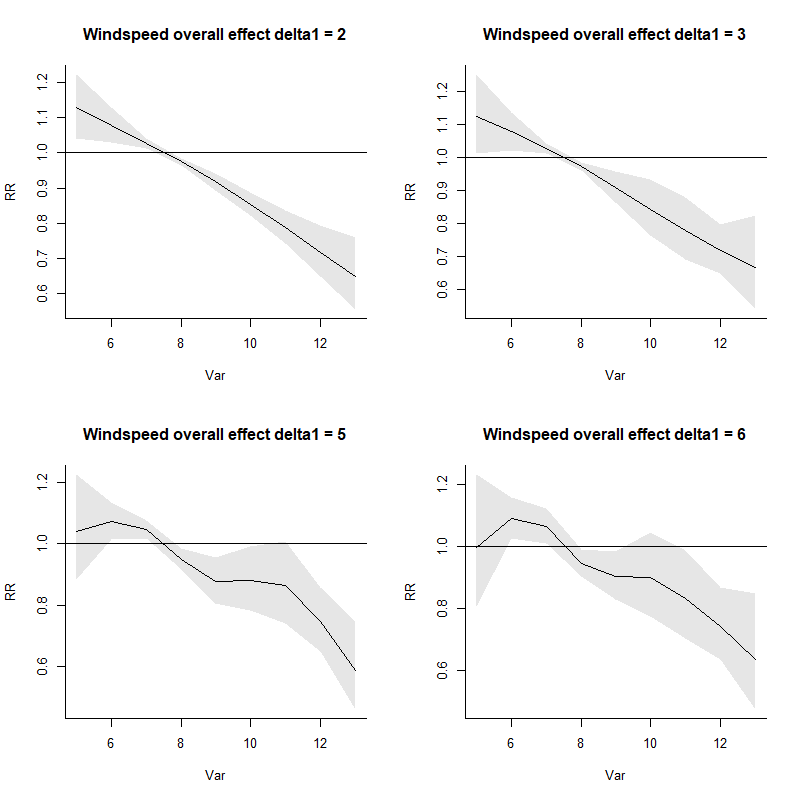 Windspeed overall effect delta1 = 2
RR
0.6 0.7 0.8 0.9 1.0 1.1 1.2
6 8 10 12
Var
Windspeed overall effect delta1 = 3
RR
0.6 0.7 0.8 0.9 1.0 1.1 1.2
6 8 10 12
Var
Windspeed overall effect delta1 = 5
RR
0.6 0.8 1.0 1.2
6 8 10 12
Var
Windspeed overall effect delta1 = 6
RR
0.6 0.8 1.0 1.2
6 8 10 12
Var